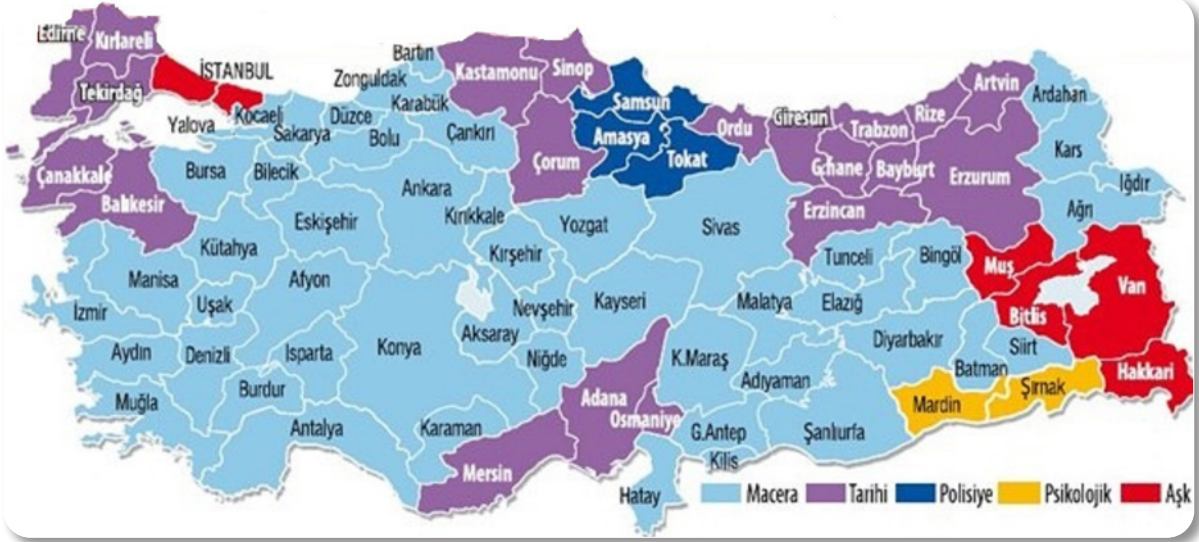 Edirne
Kırlareli
Tekirdağ
İSTANBUL
Kocaeli
Yalova
Sakarya
Düzce
Bolu
Zonguldak
Bartın
Karabük
Çankırı
Kastamonu
Sinop
Samsun
Amasya
Tokat
Çorum
Ordu
Giresun
Trabzon
Rize
Artvin
Ardahan
Kars
Iğdır
Ağrı
G.hane
Bayburt
Erzurum
Erzincan
Çanakkale
Balıkesir
Bursa
Bilecik
Eskişehir
Ankara
Kırıkkale
Yozgat
Sivas
Kırşehir
Kütahya
Manisa
Afyon
Uşak
İzmir
Aydın
Denizli
Isparta
Burdur
Muğla
Antalya
Konya
Aksaray
Nevşehir
Niğde
Kayseri
Malatya
Elazığ
Tunceli
Bingöl
Muş
Van
Bitlis
Siirt
Hakkari
Diyarbakır
Batman
Şırnak
Mardin
K.Maraş
Adıyaman
Şanlıurfa
G.Antep
Kilis
Adana
Osmaniye
Karaman
Mersin
Hatay
Macera
Tarihi
Polisiye
Psikolojik
Aşk